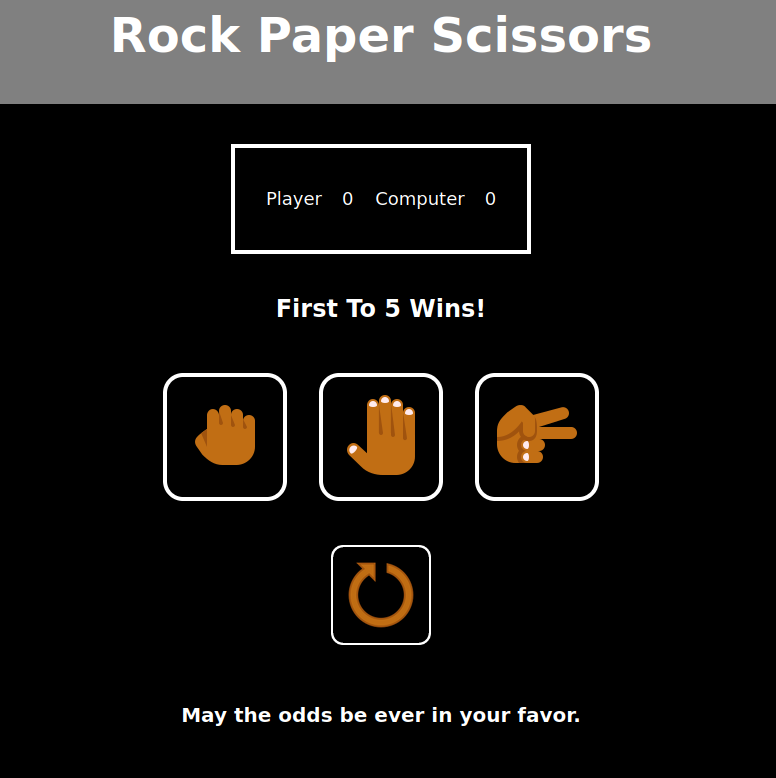 Rock Paper Scissors
Player 0 Computer 0
First To 5 Wins!
May the odds be ever in your favor.